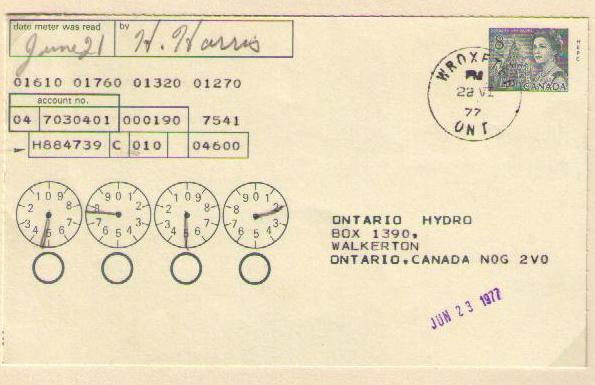 date meter was read by
June 21 H. Harris
01610 01760 01320 01270
account no.
04 7030401 000190 7541
H884739 C 010 04600
WROXETER
PM
22 VI
77
ONT
CANADA
HEPC
ONTARIO HYDRO
BOX 1390,
WALKERTON
ONTARIO, CANADA N0G 2V0
JUN 23 1977